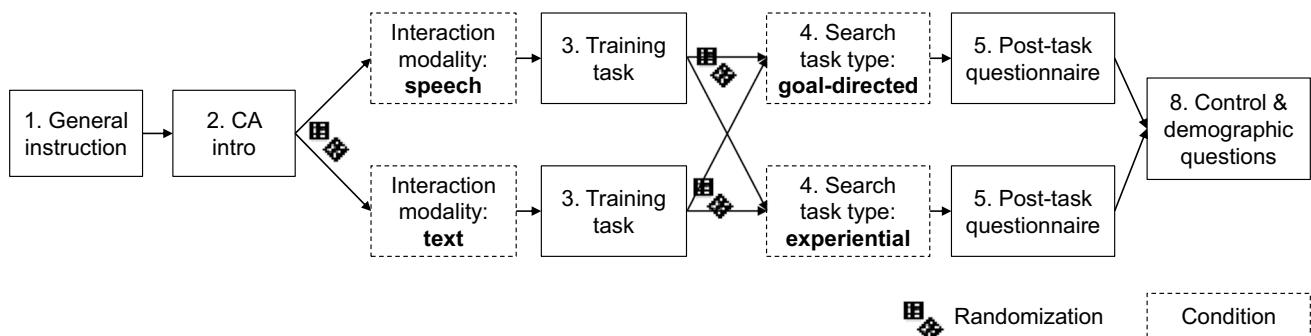 1. General
instruction
2. CA
intro
Interaction
modality:
speech
3. Training
task
4. Search
task type:
goal-directed
5. Post-task
questionnaire
Interaction
modality:
text
3. Training
task
4. Search
task type:
experiential
5. Post-task
questionnaire
8. Control &
demographic
questions
Randomization
Condition